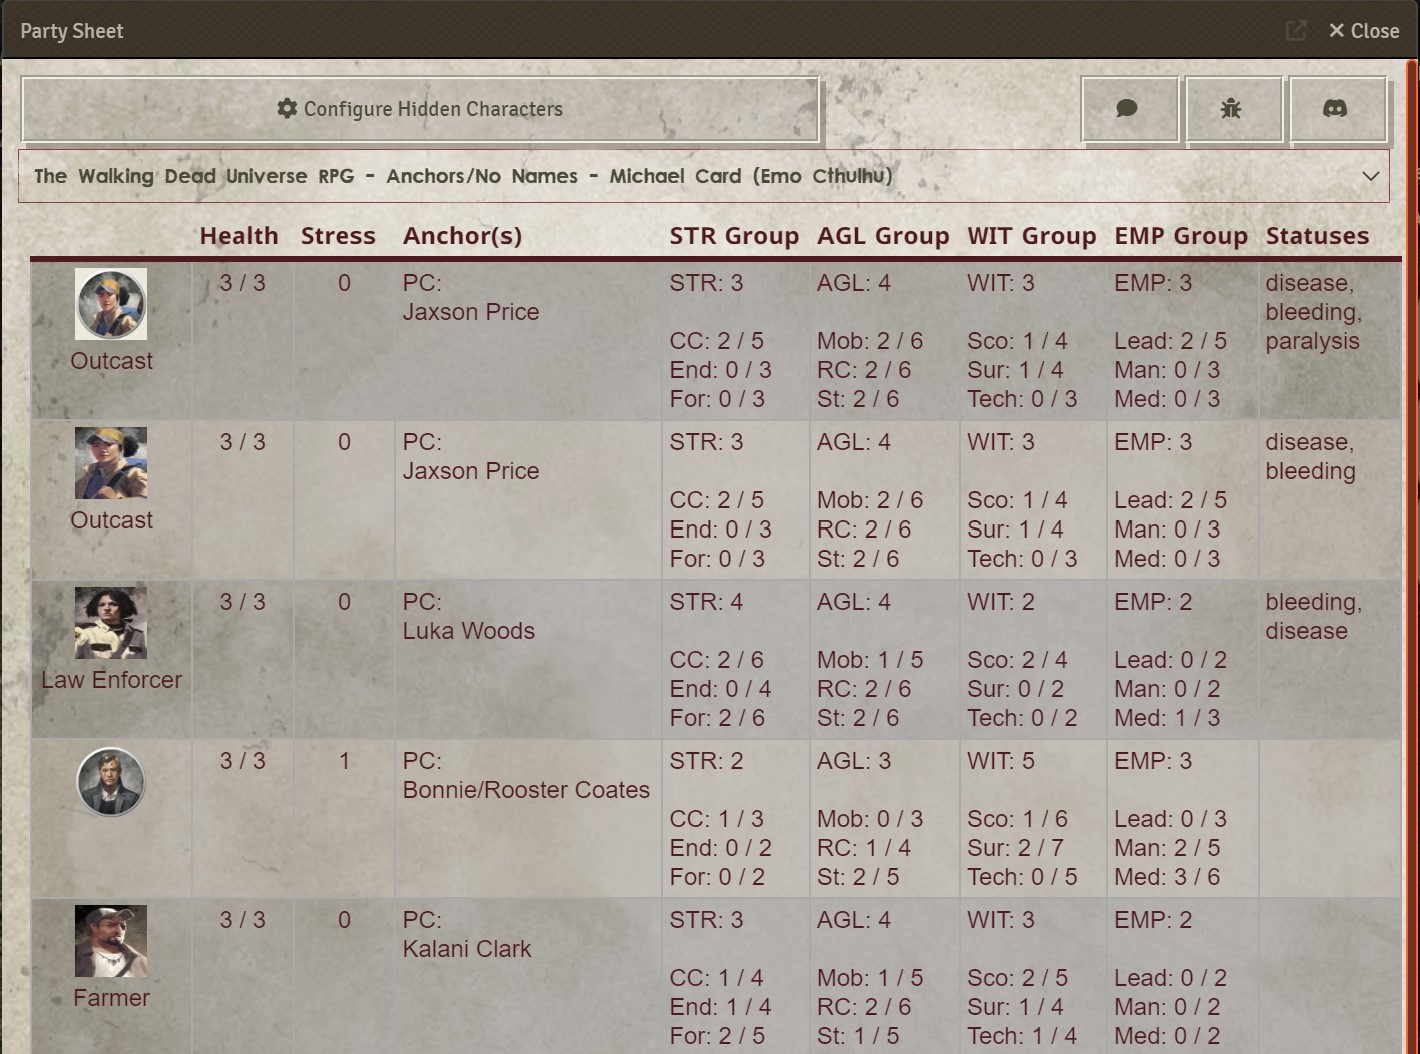 Party Sheet
Close
Configure Hidden Characters
The Walking Dead Universe RPG - Anchors/No Names - Michael Card (Emo Cthulhu)
Health Stress Anchor(s) STR Group AGL Group WIT Group EMP Group Statuses
3 / 3 0 PC: STR: 3 AGL: 4 WIT: 3 EMP: 3 disease,
Jaxson Price bleeding,
CC: 2 / 5 Mob: 2 / 6 Sco: 1 / 4 Lead: 2 / 5 paralysis
Outcast End: 0 / 3 RC: 2 / 6 Sur: 1 / 4 Man: 0 / 3
For: 0 / 3 St: 2 / 6 Tech: 0 / 3 Med: 0 / 3
3 / 3 0 PC: STR: 3 AGL: 4 WIT: 3 EMP: 3 disease,
Jaxson Price bleeding
CC: 2 / 5 Mob: 2 / 6 Sco: 1 / 4 Lead: 2 / 5
Outcast End: 0 / 3 RC: 2 / 6 Sur: 1 / 4 Man: 0 / 3
For: 0 / 3 St: 2 / 6 Tech: 0 / 3 Med: 0 / 3
3 / 3 0 PC: STR: 4 AGL: 4 WIT: 2 EMP: 2 bleeding,
Luka Woods disease
CC: 2 / 6 Mob: 1 / 5 Sco: 2 / 4 Lead: 0 / 2
Law Enforcer End: 0 / 4 RC: 2 / 6 Sur: 0 / 2 Man: 0 / 2
For: 2 / 6 St: 2 / 6 Tech: 0 / 2 Med: 1 / 3
3 / 3 1 PC: STR: 2 AGL: 3 WIT: 5 EMP: 3
Bonnie/Rooster Coates
CC: 1 / 3 Mob: 0 / 3 Sco: 1 / 6 Lead: 0 / 3
End: 0 / 2 RC: 1 / 4 Sur: 2 / 7 Man: 2 / 5
For: 0 / 2 St: 2 / 5 Tech: 0 / 5 Med: 3 / 6
3 / 3 0 PC: STR: 3 AGL: 4 WIT: 3 EMP: 2
Kalani Clark
CC: 1 / 4 Mob: 1 / 5 Sco: 2 / 5 Lead: 0 / 2
Farmer End: 1 / 4 RC: 2 / 6 Sur: 1 / 4 Man: 0 / 2
For: 2 / 5 St: 1 / 5 Tech: 1 / 4 Med: 0 / 2